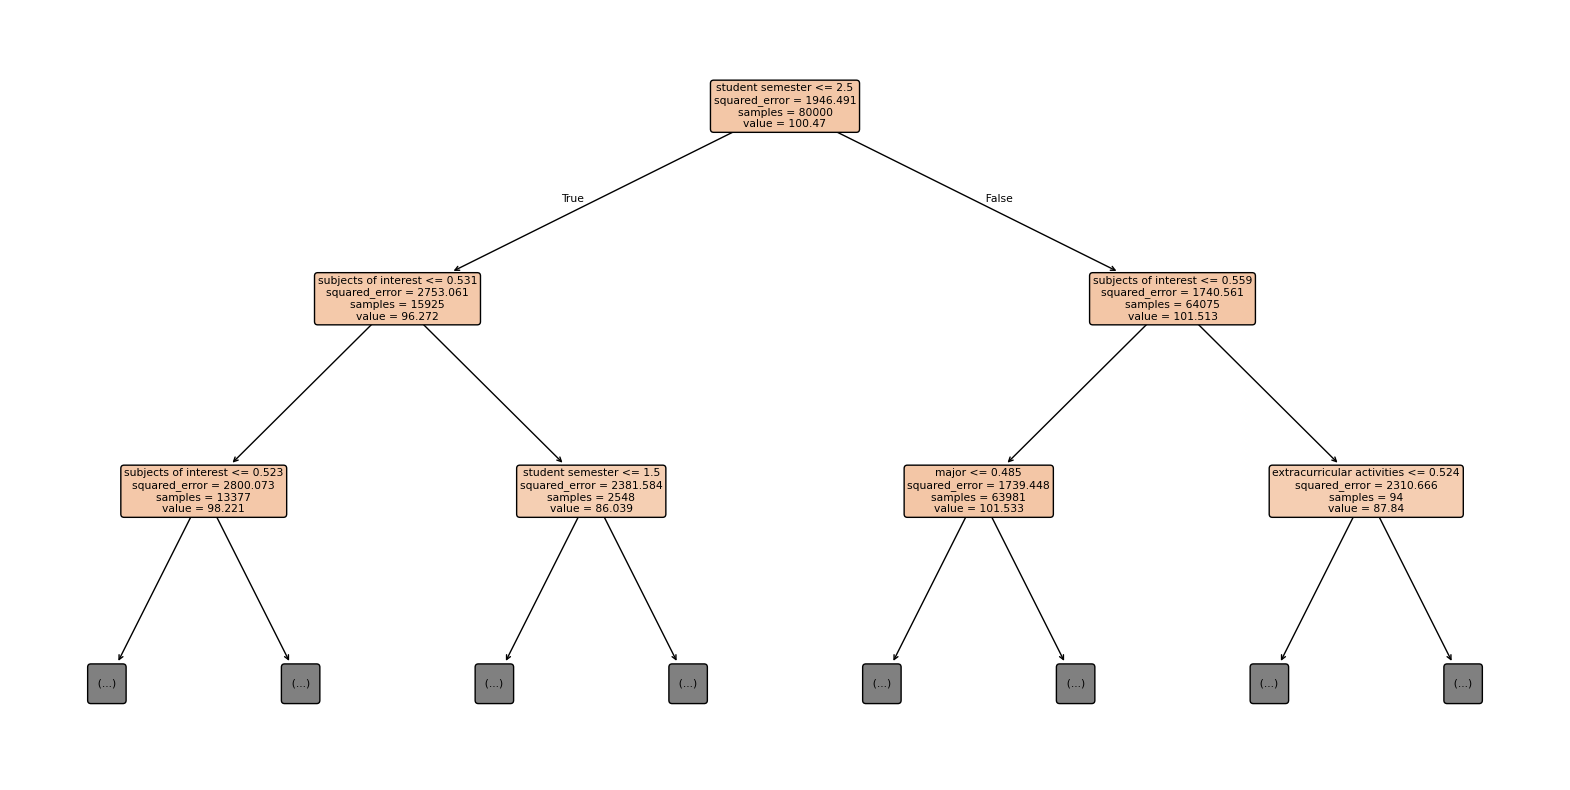 student semester <= 2.5
squared_error = 1946.491
samples = 80000
value = 100.47
True
False
subjects of interest <= 0.531
squared_error = 2753.061
samples = 15925
value = 96.272
subjects of interest <= 0.559
squared_error = 1740.561
samples = 64075
value = 101.513
subjects of interest <= 0.523
squared_error = 2800.073
samples = 13377
value = 98.221
student semester <= 1.5
squared_error = 2381.584
samples = 2548
value = 86.039
major <= 0.485
squared_error = 1739.448
samples = 63981
value = 101.533
extracurricular activities <= 0.524
squared_error = 2310.666
samples = 94
value = 87.84
(...)
(...)
(...)
(...)
(...)
(...)
(...)
(...)